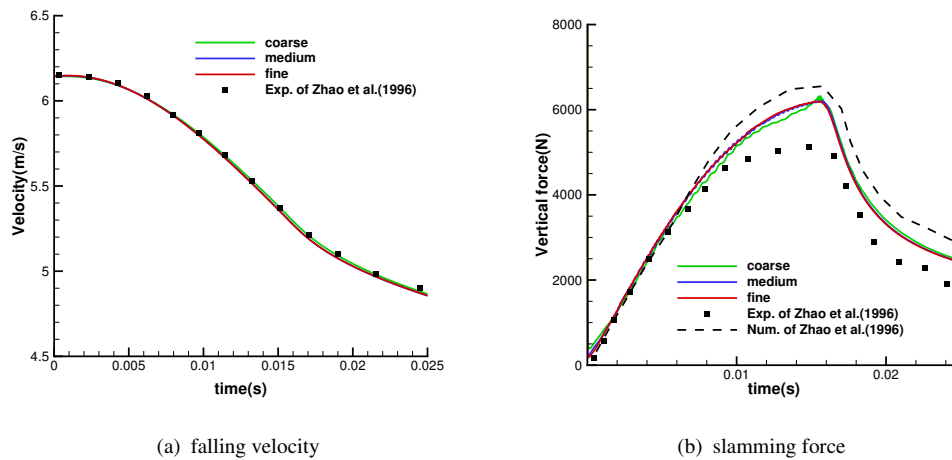 6.5
6
5.5
5
4.5
Velocity(m/s)
coarse
medium
fine
Exp. of Zhao et al.(1996)
0
0.005
0.01
0.015
0.02
0.025
time(s)
(a) falling velocity
8000
6000
4000
2000
0
Vertical force(N)
coarse
medium
fine
Exp. of Zhao et al.(1996)
Num. of Zhao et al.(1996)
0.01
0.02
time(s)
(b) slamming force